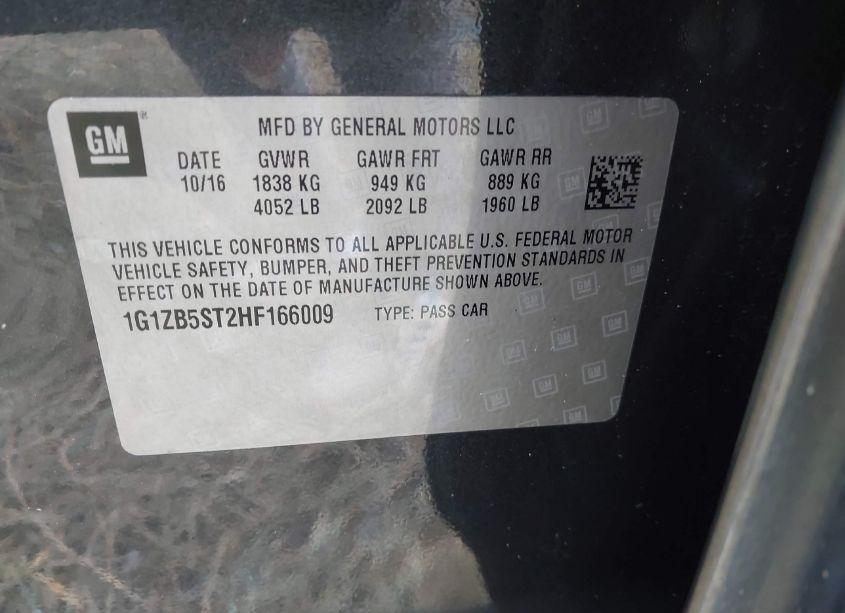 GM
MFD BY GENERAL MOTORS LLC
DATE GVWR GAWR FRT GAWR RR
10/16 1838 KG 949 KG 889 KG
4052 LB 2092 LB 1960 LB
THIS VEHICLE CONFORMS TO ALL APPLICABLE U.S. FEDERAL MOTOR
VEHICLE SAFETY, BUMPER, AND THEFT PREVENTION STANDARDS IN
EFFECT ON THE DATE OF MANUFACTURE SHOWN ABOVE.
1G1ZB5ST2HF166009 TYPE: PASS CAR